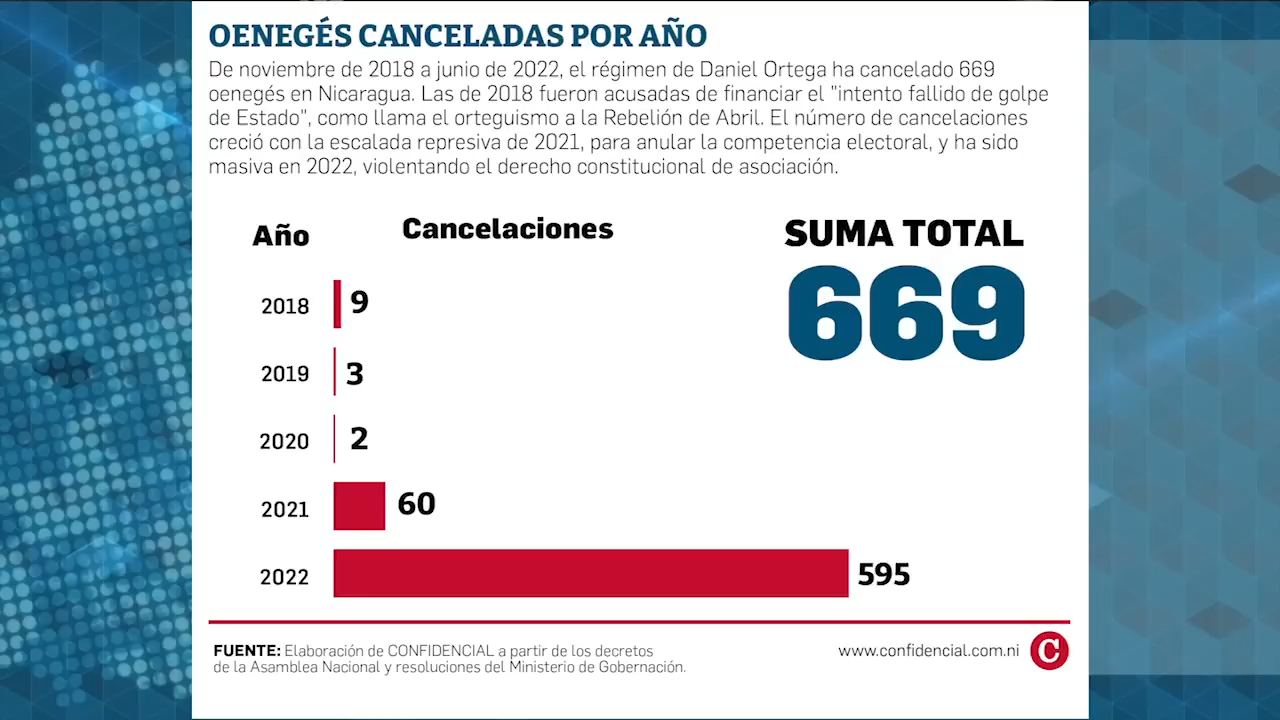 OENEGÉS CANCELADAS POR AÑO
De noviembre de 2018 a junio de 2022, el régimen de Daniel Ortega ha cancelado 669
oenegés en Nicaragua. Las de 2018 fueron acusadas de financiar el "intento fallido de golpe
de Estado", como llama el orteguismo a la Rebelión de Abril. El número de cancelaciones
creció con la escalada represiva de 2021, para anular la competencia electoral, y ha sido
masiva en 2022, violentando el derecho constitucional de asociación.
Año Cancelaciones
SUMA TOTAL
669
2018 9
2019 3
2020 2
2021 60
2022 595
FUENTE: Elaboración de CONFIDENCIAL a partir de los decretos
de la Asamblea Nacional y resoluciones del Ministerio de Gobernación.
www.confidencial.com.ni C